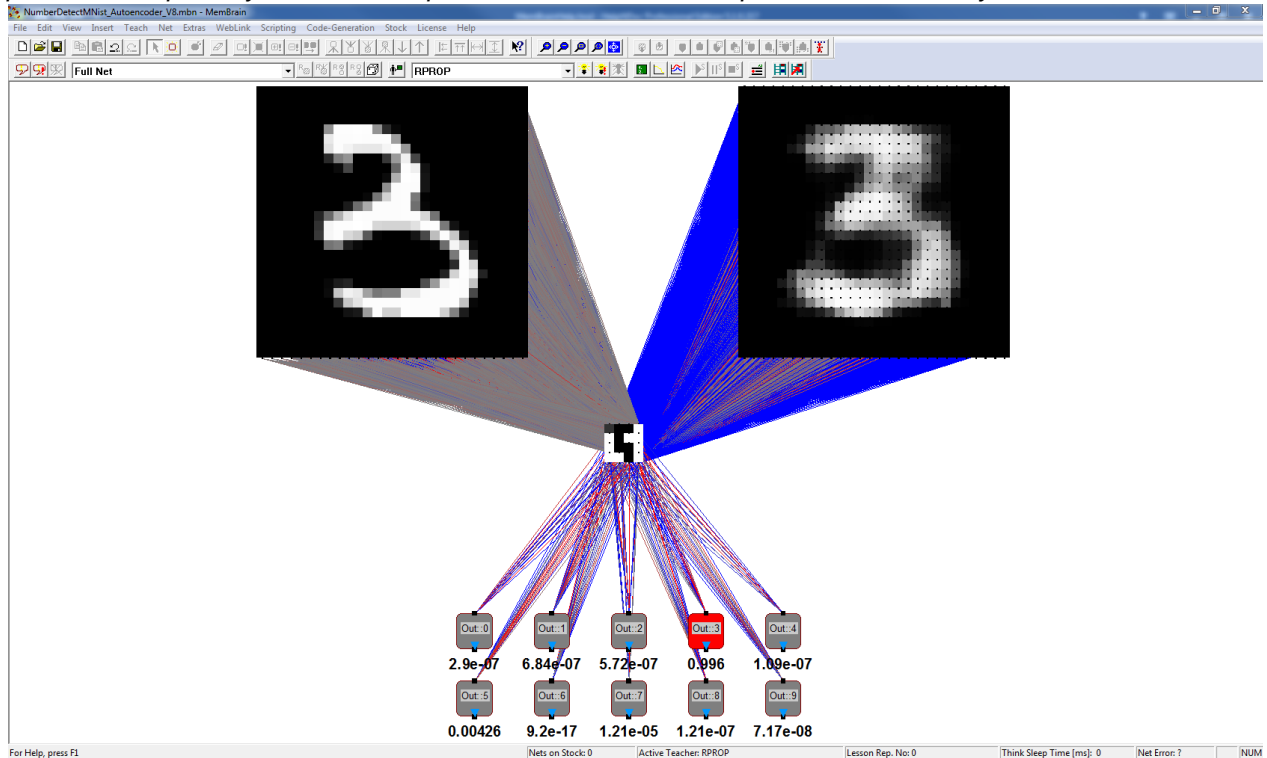 NumberDetectMNist_Autoencoder_V8.mbn - MemBrain
File Edit View Insert Teach Net Extras WebLink Scripting Code-Generation Stock License Help
Full Net RPROP
Out::0 Out::1 Out::2 Out::3 Out::4
2.9e-07 6.84e-07 5.72e-07 0.996 1.09e-07
Out::5 Out::6 Out::7 Out::8 Out::9
0.00426 9.2e-17 1.21e-05 1.21e-07 7.17e-08
For Help, press F1 Nets on Stock: 0 Active Teacher: RPROP Lesson Rep. No: 0 Think Sleep Time [ms]: 0 Net Error: ? NUM